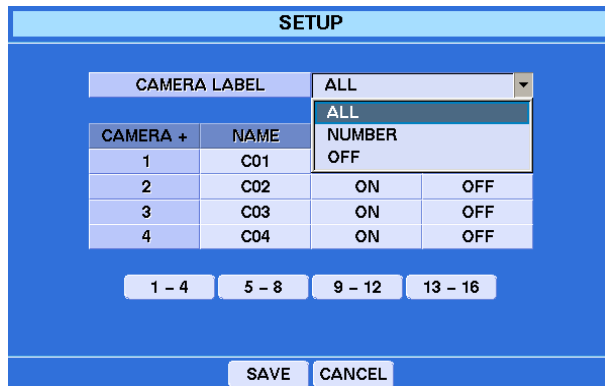 SETUP
CAMERA LABEL ALL
ALL
CAMERA + NAME NUMBER
1 C01 OFF
2 C02 ON OFF
3 C03 ON OFF
4 C04 ON OFF
1 – 4 5 – 8 9 – 12 13 – 16
SAVE CANCEL